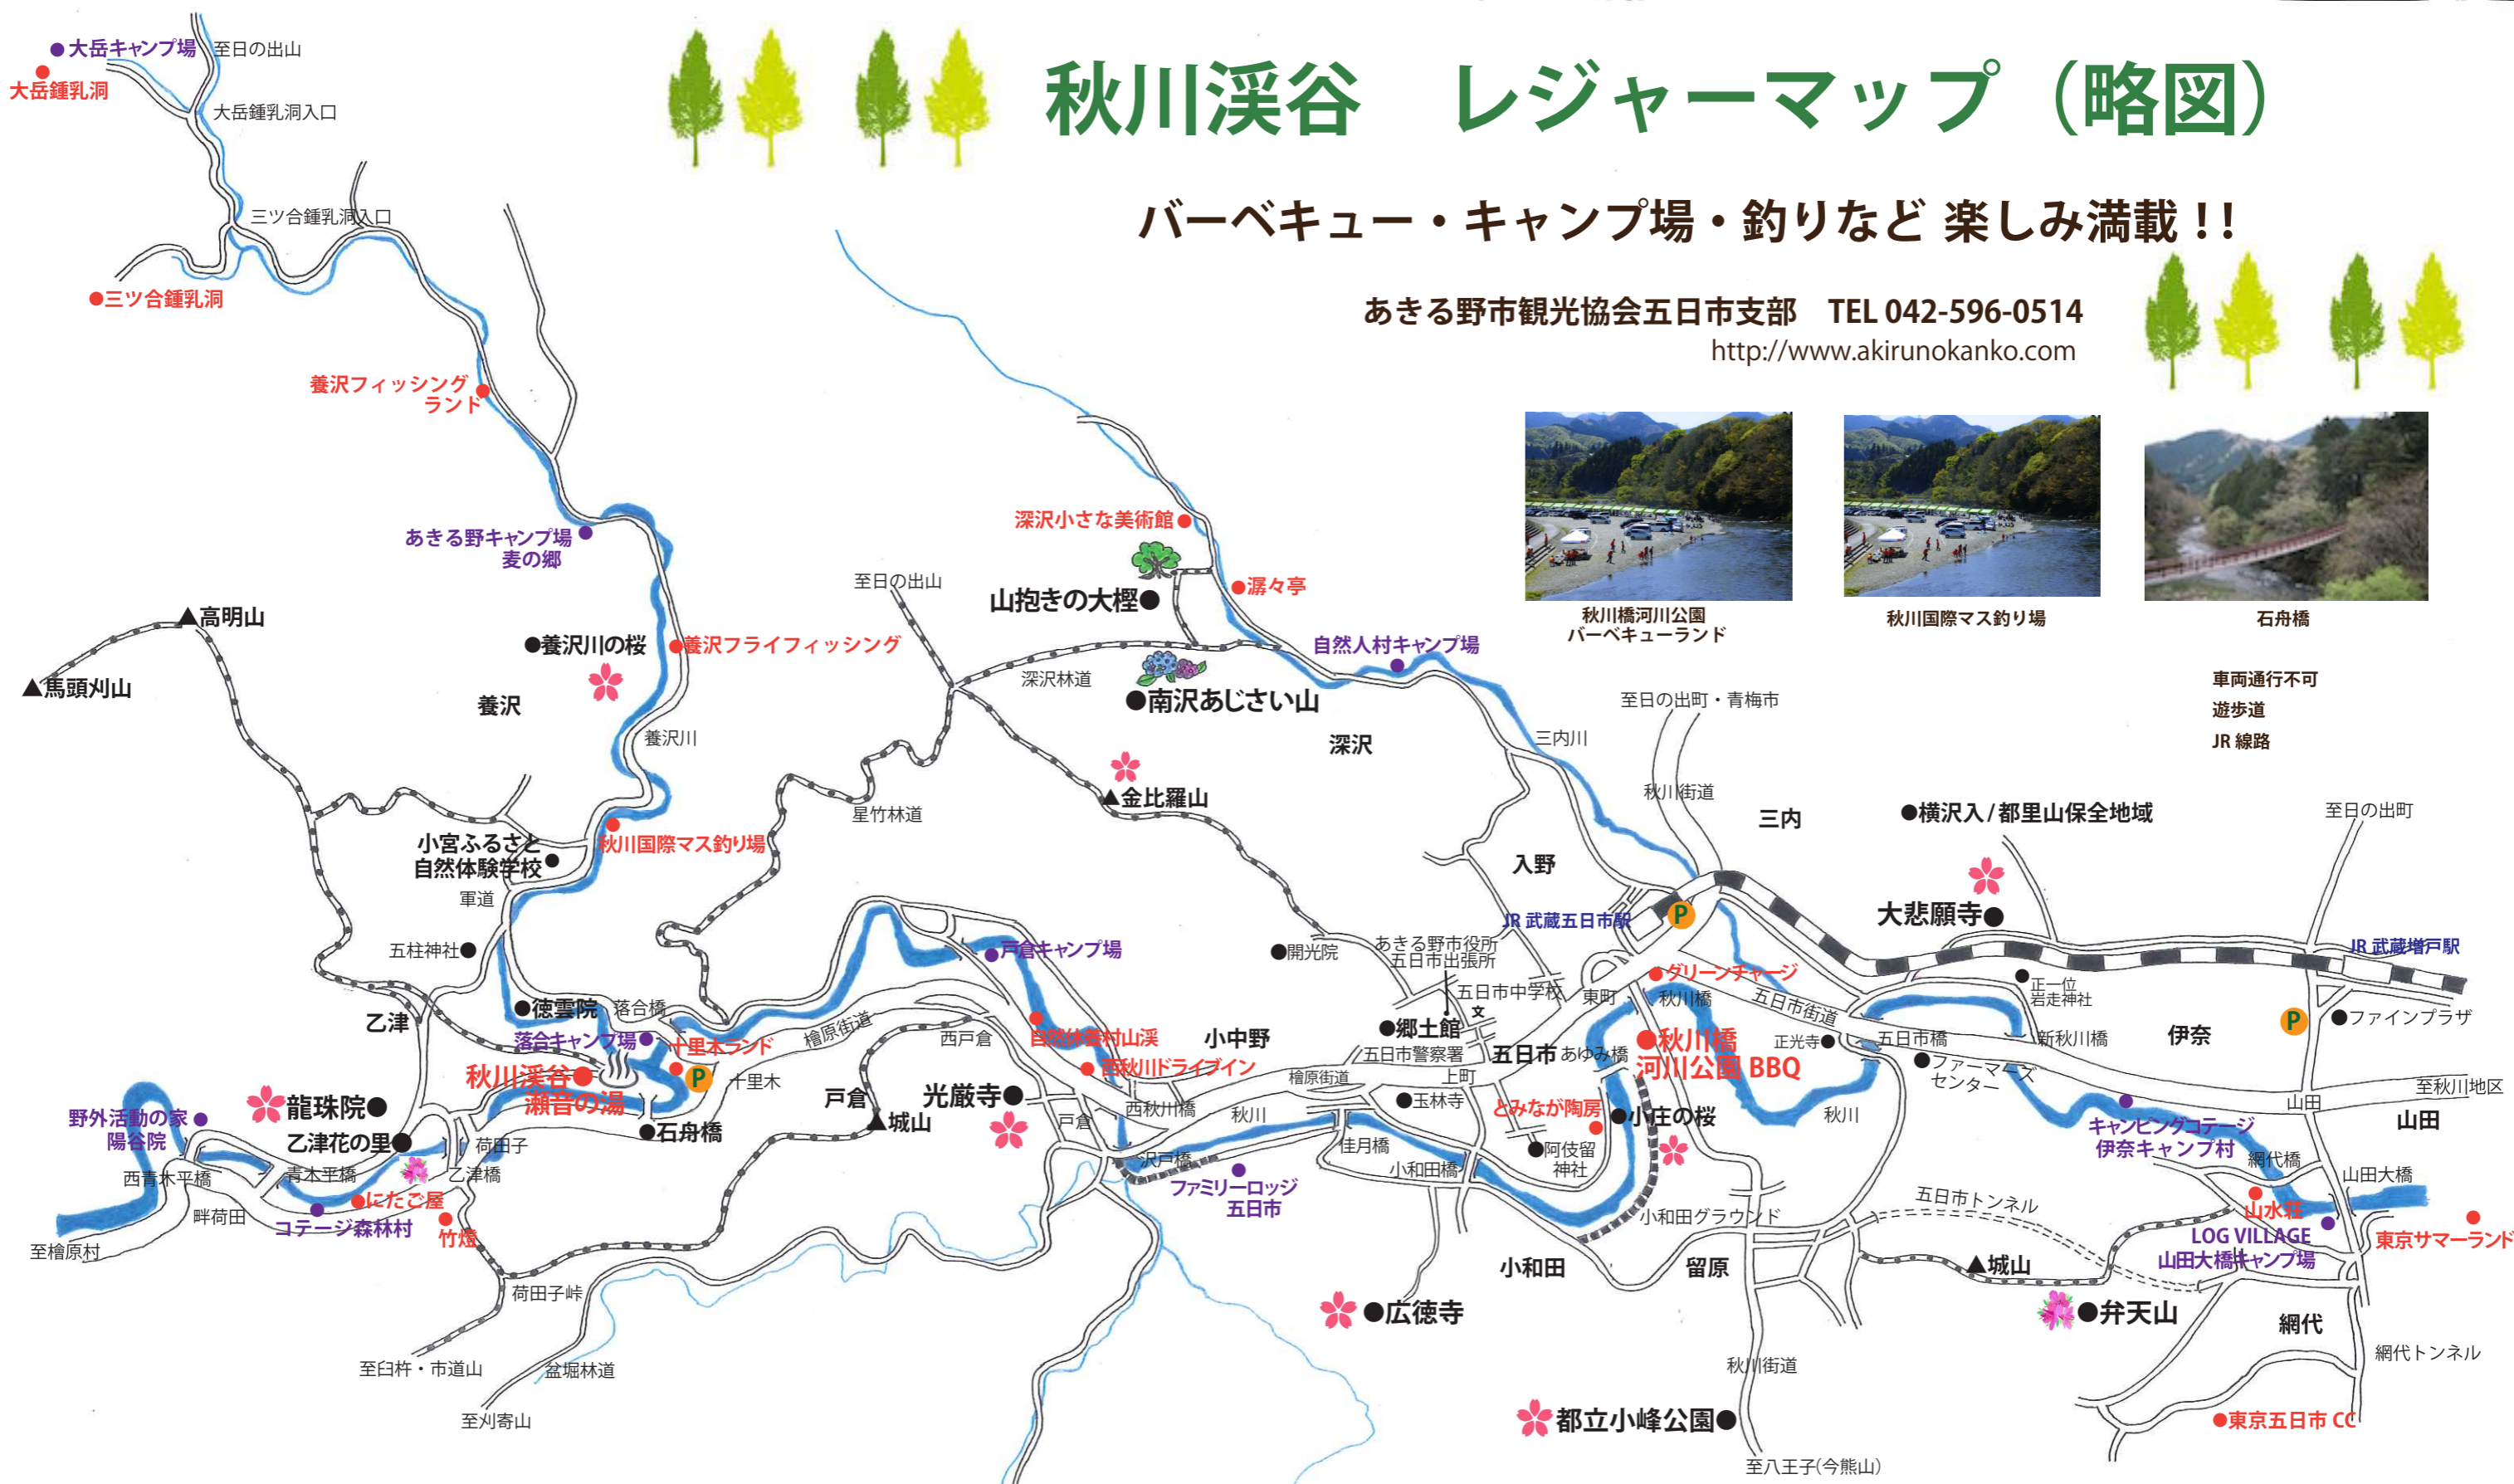 秋川渓谷　レジャーマップ（略図）
バーベキュー・キャンプ場・釣りなど 楽しみ満載 !!
あきる野市観光協会五日市支部　TEL 042-596-0514
http://www.akirunokanko.com
秋川橋河川公園
バーベキューランド
秋川国際マス釣り場
石舟橋
車両通行不可
遊歩道
JR 線路
大岳キャンプ場
至日の出山
大岳鍾乳洞
大岳鍾乳洞入口
三ツ合鍾乳洞入口
三ツ合鍾乳洞
養沢フィッシング
ランド
あきる野キャンプ場
麦の郷
深沢小さな美術館
至日の出山
山抱きの大樫
潺々亭
▲高明山
養沢川の桜
養沢フライフィッシング
自然人村キャンプ場
▲馬頭刈山
深沢林道
南沢あじさい山
養沢
養沢川
深沢
三内川
至日の出町・青梅市
秋川街道
▲金比羅山
星竹林道
三内
横沢入/都里山保全地域
至日の出町
小宮ふるさと
自然体験学校
秋川国際マス釣り場
入野
軍道
大悲願寺
JR 武蔵五日市駅
P
五柱神社
戸倉キャンプ場
開光院
あきる野市役所
五日市出張所
JR 武蔵増戸駅
グリーンチャージ
五日市中学校
文
東町
秋川橋
五日市街道
正一位
岩走神社
徳雲院
落合橋
乙津
檜原街道
西戸倉
自然休養村山渓
小中野
郷土館
五日市警察署
五日市
あゆみ橋
秋川橋
河川公園 BBQ
正光寺
五日市橋
新秋川橋
伊奈
P
ファインプラザ
落合キャンプ場
十里木ランド
西秋川ドライブイン
ファーマーズ
センター
秋川渓谷
瀬音の湯
P
十里木
檜原街道
上町
至秋川地区
龍珠院
戸倉
光厳寺
西秋川橋
秋川
玉林寺
とみなが陶房
小庄の桜
秋川
山田
山田
野外活動の家
陽谷院
乙津花の里
石舟橋
▲城山
戸倉
キャンピングコテージ
伊奈キャンプ村
荷田子
沢戸橋
佳月橋
阿伎留
神社
網代橋
西青木平橋
青木平橋
乙津橋
小和田橋
山田大橋
ファミリーロッジ
五日市
にたご屋
五日市トンネル
畔荷田
コテージ森林村
竹燈
小和田グラウンド
山水荘
LOG VILLAGE
山田大橋キャンプ場
東京サマーランド
至檜原村
小和田
留原
▲城山
荷田子峠
広徳寺
弁天山
網代
至臼杵・市道山
盆堀林道
秋川街道
網代トンネル
至刈寄山
都立小峰公園
東京五日市 CC
至八王子(今熊山)